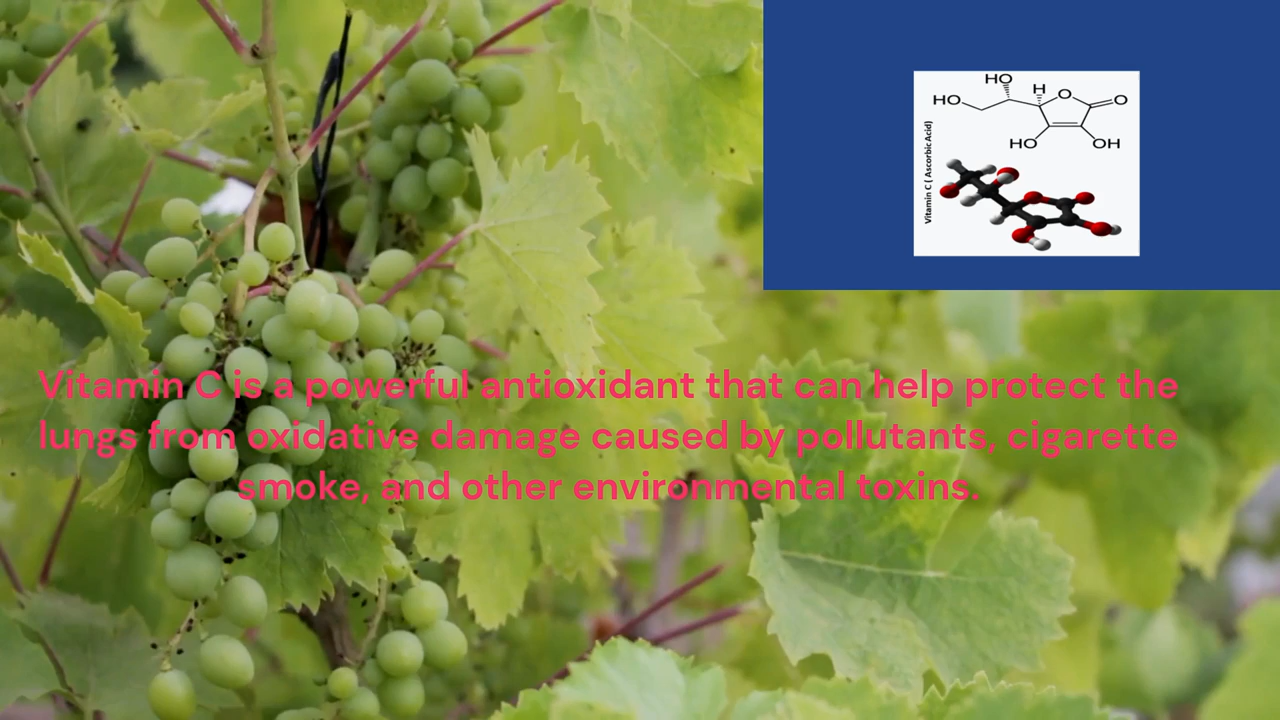 HO
H
O
HO
O
HO
OH
Vitamin C ( Ascorbic Acid)
Vitamin C is a powerful antioxidant that can help protect the
lungs from oxidative damage caused by pollutants, cigarette
smoke, and other environmental toxins.